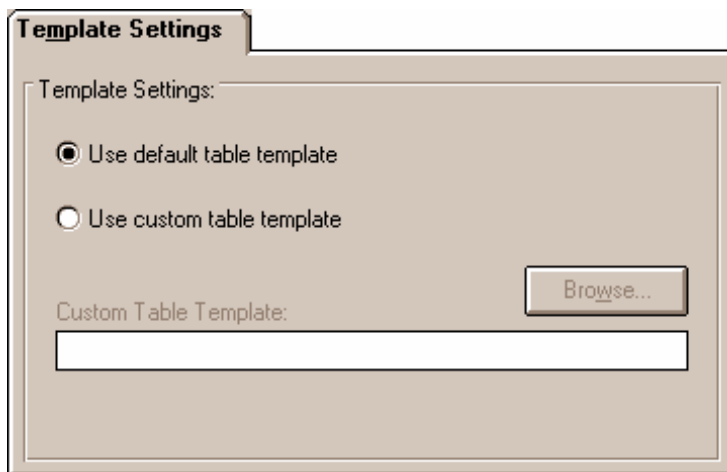 Template Settings
Template Settings:
Use default table template
Use custom table template
Browse...
Custom Table Template: